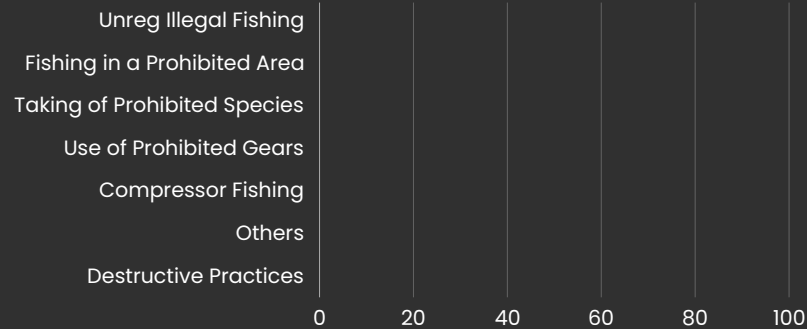 Unreg Illegal Fishing
Fishing in a Prohibited Area
Taking of Prohibited Species
Use of Prohibited Gears
Compressor Fishing
Others
Destructive Practices
0 20 40 60 80 100